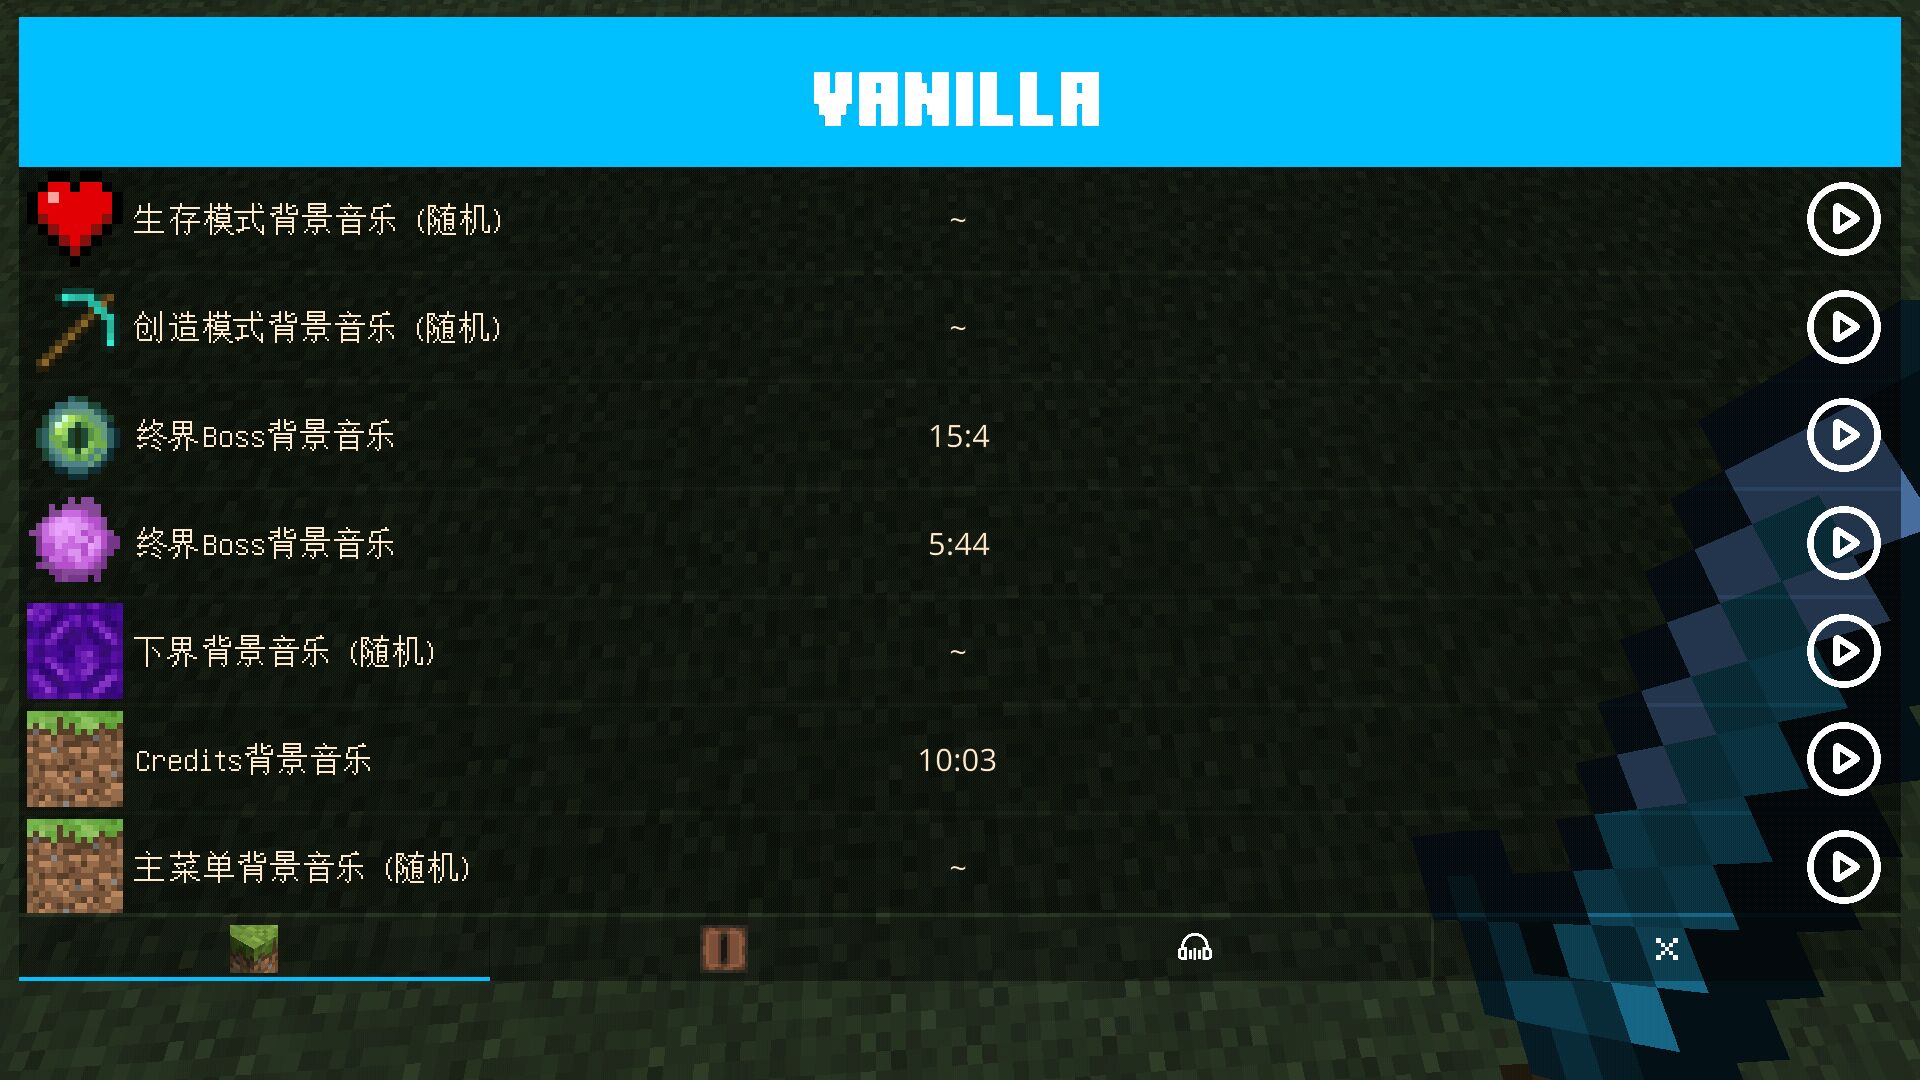 VANILLA
生存模式背景音乐 (随机)
~
创造模式背景音乐 (随机)
~
终界Boss背景音乐
15:4
终界Boss背景音乐
5:44
下界背景音乐 (随机)
~
Credits背景音乐
10:03
主菜单背景音乐 (随机)
~